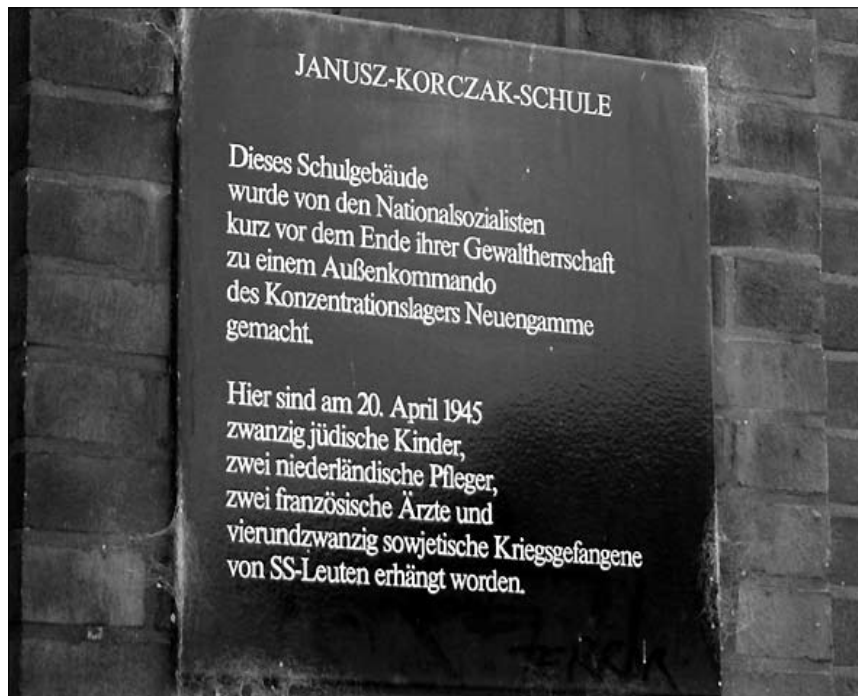 JANUSZ-KORCZAK-SCHULE
Dieses Schulgebäude
wurde von den Nationalsozialisten
kurz vor dem Ende ihrer Gewaltherrschaft
zu einem Außenkommando
des Konzentrationslagers Neuengamme
gemacht.
Hier sind am 20. April 1945
zwanzig jüdische Kinder,
zwei niederländische Pfleger,
zwei französische Ärzte und
vierundzwanzig sowjetische Kriegsgefangene
von SS-Leuten erhängt worden.